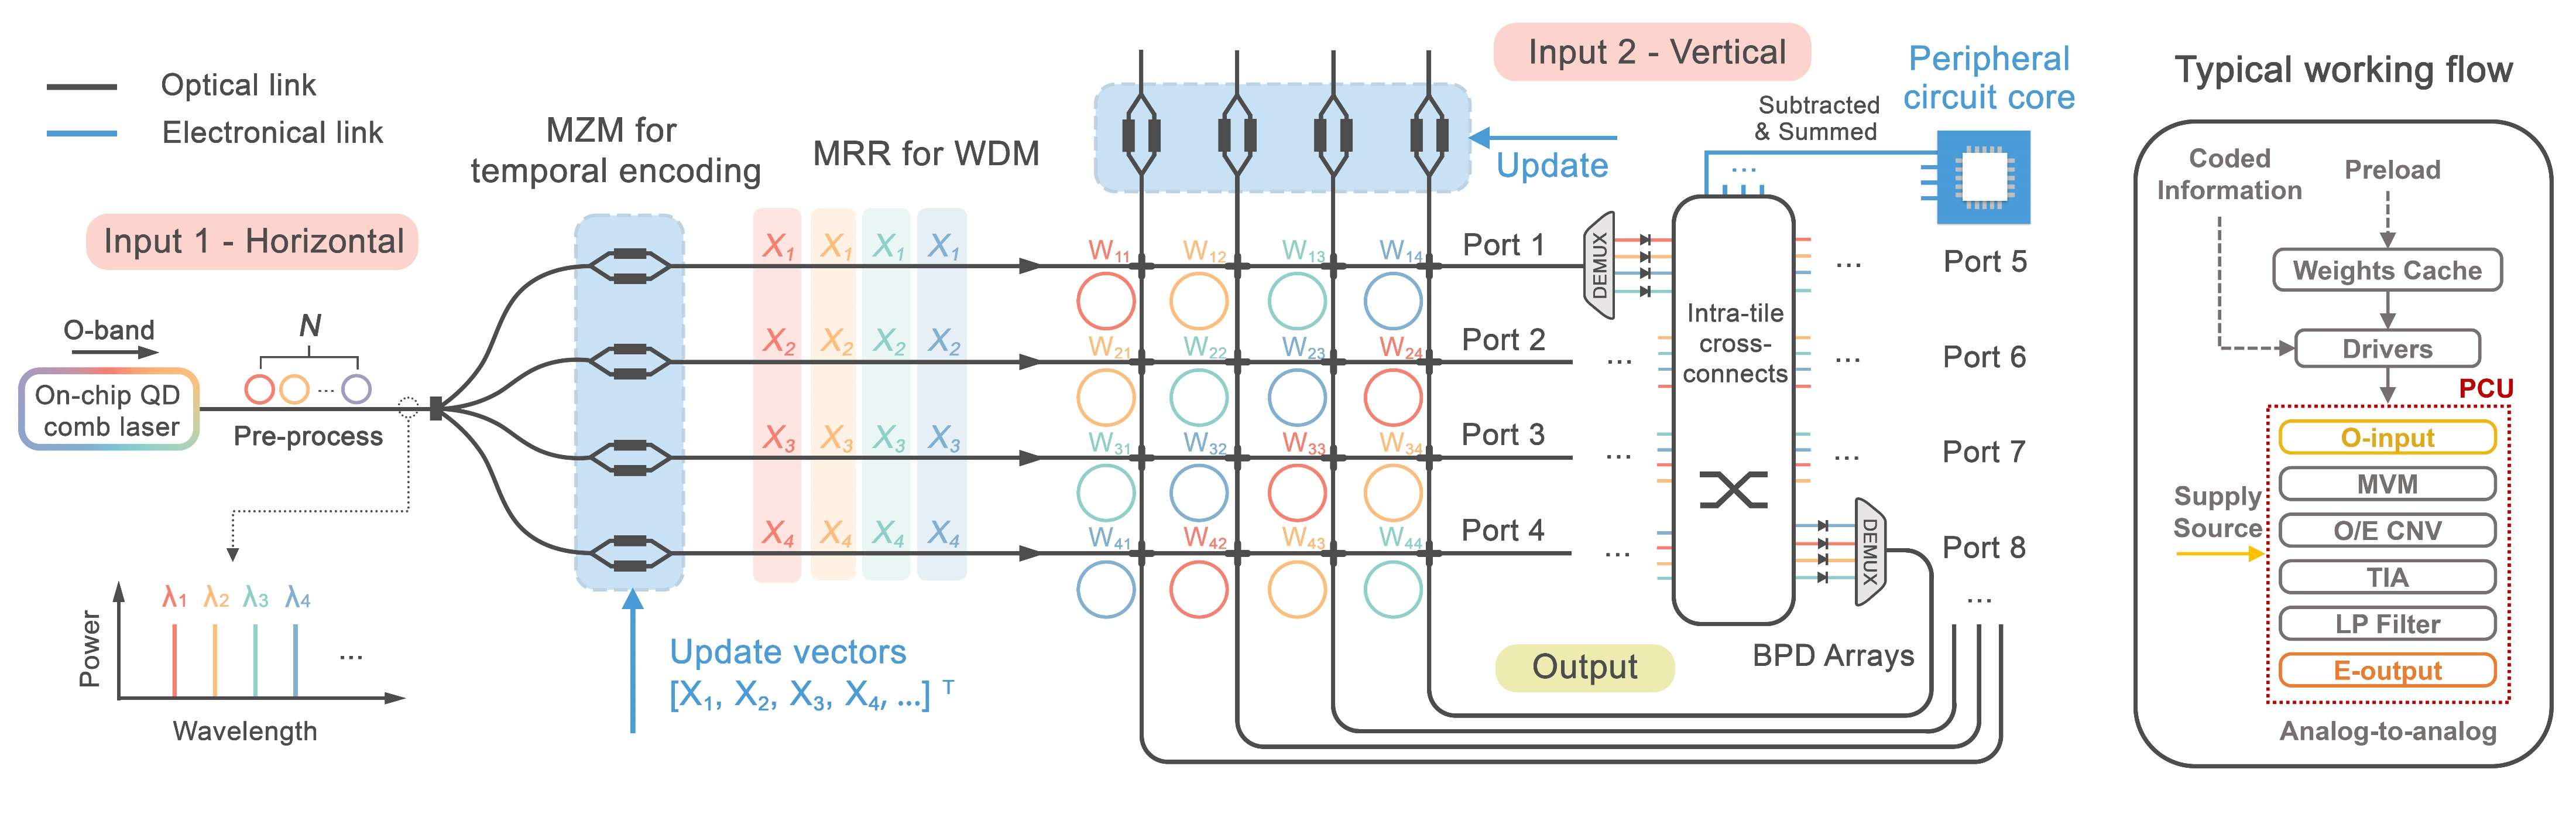 Optical link
Electronical link
Input 1 - Horizontal
O-band
N
...
On-chip QD
comb laser
Pre-process
Power
λ1 λ2 λ3 λ4
...
Wavelength
MZM for
temporal encoding
MRR for WDM
X1 X1 X1 X1
X2 X2 X2 X2
X3 X3 X3 X3
X4 X4 X4 X4
Update vectors
[X1, X2, X3, X4, ...] T
Input 2 - Vertical
Update
W11 W12 W13 W14
W21 W22 W23 W24
W31 W32 W33 W34
W41 W42 W43 W44
Port 1
Port 2
Port 3
Port 4
DEMUX
...
...
...
Subtracted
& Summed
...
Peripheral
circuit core
Intra-tile
cross-
connects
...
...
...
Port 5
Port 6
Port 7
Port 8
...
DEMUX
BPD Arrays
Output
Typical working flow
Coded
Information
Preload
Weights Cache
Drivers
PCU
O-input
MVM
O/E CNV
TIA
LP Filter
E-output
Supply
Source
Analog-to-analog